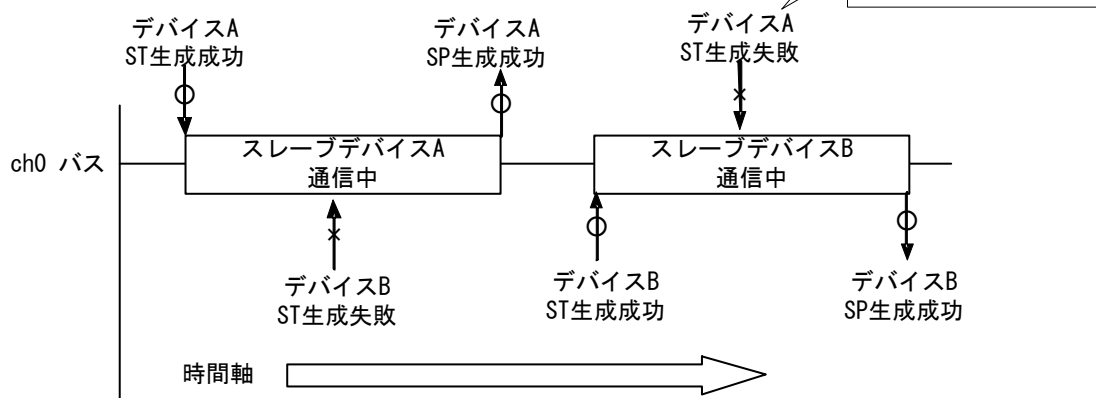 デバイスA
ST生成成功
デバイスA
SP生成成功
デバイスA
ST生成失敗
ch0 バス
スレーブデバイスA
通信中
スレーブデバイスB
通信中
デバイスB
ST生成失敗
デバイスB
ST生成成功
デバイスB
SP生成成功
時間軸